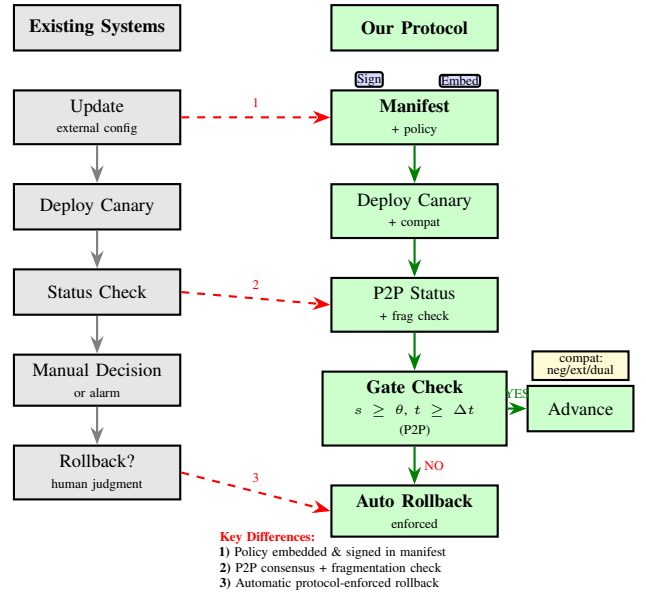 Existing Systems
Our Protocol
Sign
Embed
Update
external config
1
Manifest
+ policy
Deploy Canary
Deploy Canary
+ compat
Status Check
2
P2P Status
+ frag check
Manual Decision
or alarm
Gate Check
s ≥ θ, t ≥ Δt
(P2P)
YES
compat:
neg/ext/dual
Advance
Rollback?
human judgment
3
NO
Auto Rollback
enforced
Key Differences:
1) Policy embedded & signed in manifest
2) P2P consensus + fragmentation check
3) Automatic protocol-enforced rollback